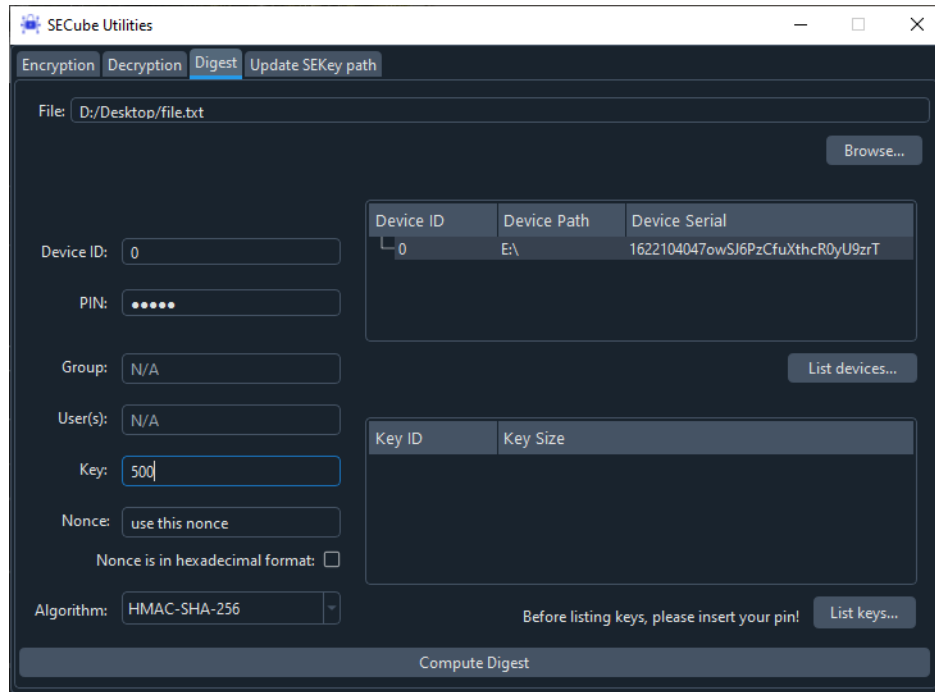 SECube Utilities
Encryption Decryption Digest Update SEKey path
File: D:/Desktop/file.txt
Browse...
Device ID Device Path Device Serial
0 E:\ 1622104047owSJ6PzCfuXthcR0yU9zrT
Device ID: 0
PIN: ●●●●●
List devices...
Group: N/A
User(s): N/A
Key ID Key Size
Key: 500
Nonce: use this nonce
Nonce is in hexadecimal format:
Algorithm: HMAC-SHA-256
Before listing keys, please insert your pin! List keys...
Compute Digest